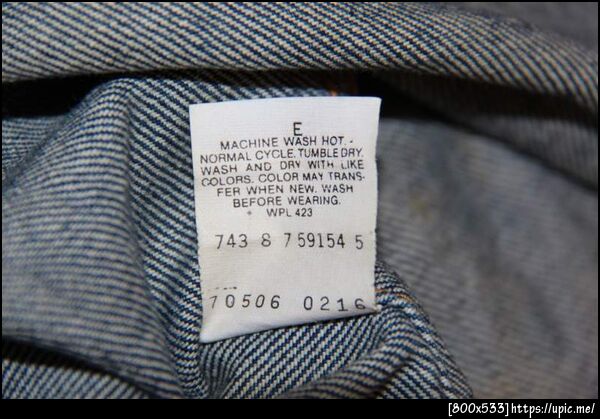 E
MACHINE WASH HOT.
NORMAL CYCLE. TUMBLE DRY.
WASH AND DRY WITH LIKE
COLORS. COLOR MAY TRANS-
FER WHEN NEW. WASH
BEFORE WEARING.
WPL 423
743 8 759154 5
70506 0216
[800x533]https://upic.me/